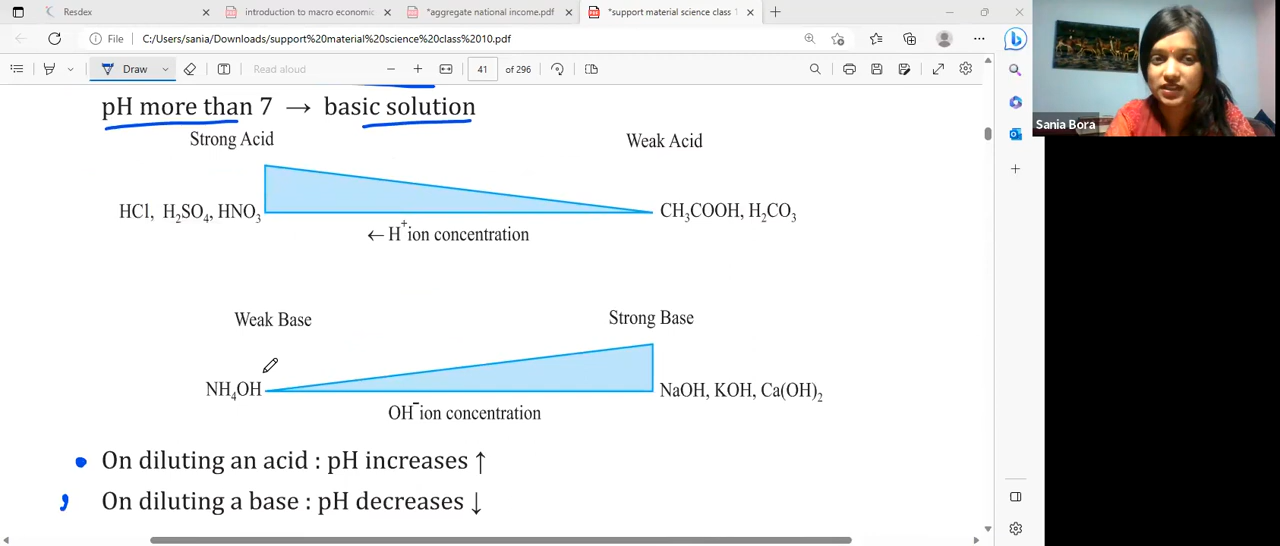 Resdex
introduction to macro economic
*aggregate national income.pdf
*support material science class 1
File
C:/Users/sania/Downloads/support%20material%20science%20class%2010.pdf
Draw
Read aloud
41
of 296
pH more than 7 → basic solution
Strong Acid
Weak Acid
HCl, H₂SO₄, HNO₃
CH₃COOH, H₂CO₃
← H⁺ ion concentration
Weak Base
Strong Base
NH₄OH
NaOH, KOH, Ca(OH)₂
OH⁻ ion concentration
On diluting an acid : pH increases ↑
On diluting a base : pH decreases ↓
Sania Bora